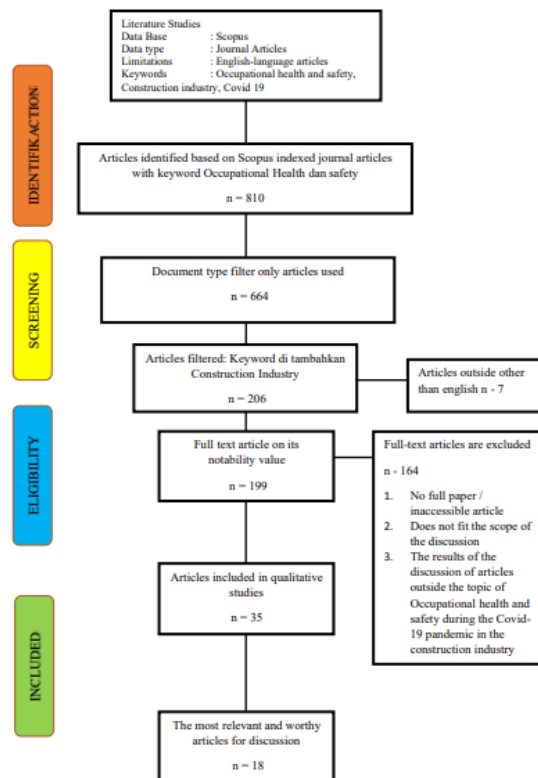 Literature Studies
Data Base : Scopus
Data type : Journal Articles
Limitations : English-language articles
Keywords : Occupational health and safety,
Construction industry, Covid 19
IDENTIFIKACTION
Articles identified based on Scopus indexed journal articles
with keyword Occupational Health dan safety
n = 810
SCREENING
Document type filter only articles used
n = 664
Articles filtered: Keyword di tambahkan
Construction Industry
n = 206
Articles outside other
than english n - 7
ELIGIBILITY
Full text article on its
notability value
n = 199
Full-text articles are excluded
n - 164
1. No full paper /
inaccessible article
2. Does not fit the scope of
the discussion
3. The results of the
discussion of articles
outside the topic of
Occupational health and
safety during the Covid-
19 pandemic in the
construction industry
Articles included in qualitative
studies
n = 35
INCLUDED
The most relevant and worthy
articles for discussion
n = 18